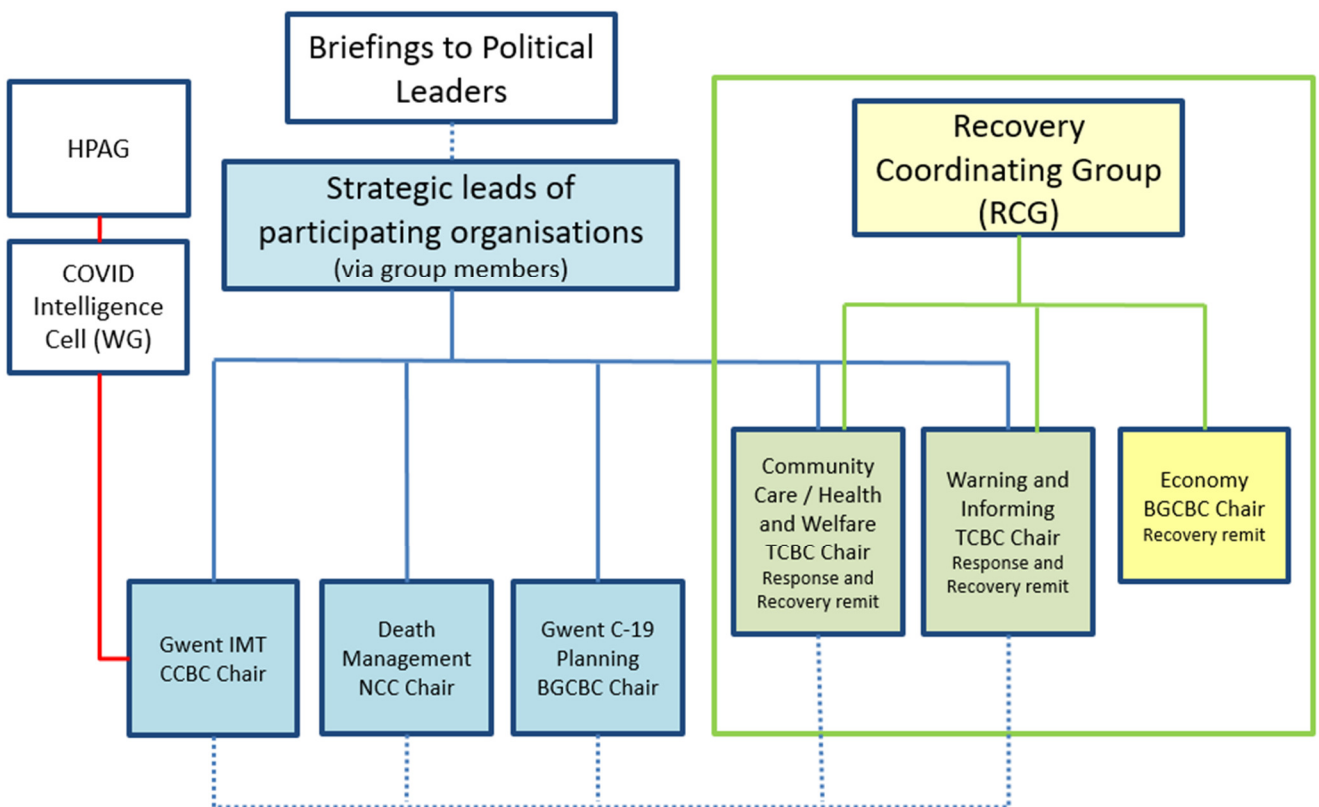 Briefings to Political
Leaders
HPAG
Recovery
Coordinating Group
(RCG)
Strategic leads of
participating organisations
(via group members)
COVID
Intelligence
Cell (WG)
Community
Care / Health
and Welfare
TCBC Chair
Response and
Recovery remit
Warning and
Informing
TCBC Chair
Response and
Recovery remit
Economy
BGCBC Chair
Recovery remit
Gwent IMT
CCBC Chair
Death
Management
NCC Chair
Gwent C-19
Planning
BGCBC Chair